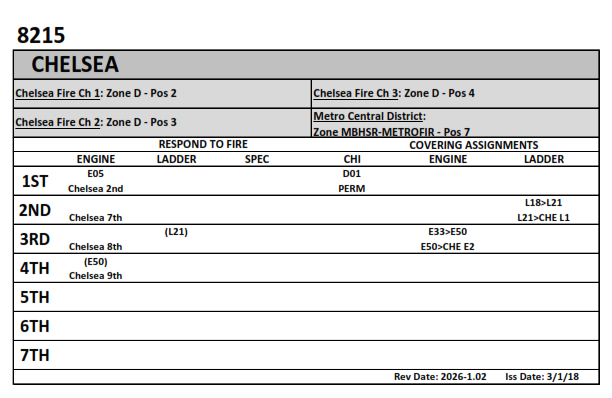 8215
CHELSEA
Chelsea Fire Ch 1: Zone D - Pos 2 Chelsea Fire Ch 3: Zone D - Pos 4
Chelsea Fire Ch 2: Zone D - Pos 3 Metro Central District:
Zone MBHSR-METROFIR - Pos 7
RESPOND TO FIRE COVERING ASSIGNMENTS
ENGINE LADDER SPEC CHI ENGINE LADDER
1ST E05 D01
Chelsea 2nd PERM
2ND L18>L21
Chelsea 7th L21>CHE L1
3RD (L21) E33>E50
Chelsea 8th E50>CHE E2
4TH (E50)
Chelsea 9th
5TH
6TH
7TH
Rev Date: 2026-1.02 Iss Date: 3/1/18